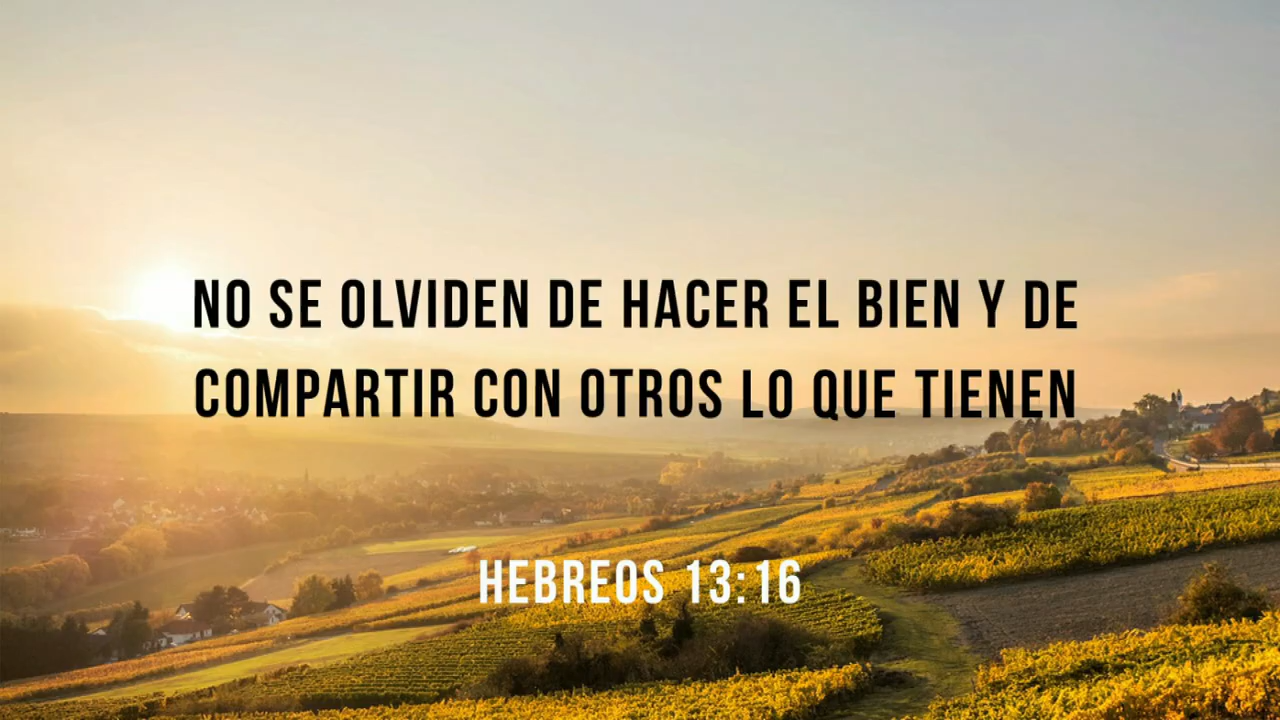 NO SE OLVIDEN DE HACER EL BIEN Y DE
COMPARTIR CON OTROS LO QUE TIENEN
HEBREOS 13:16